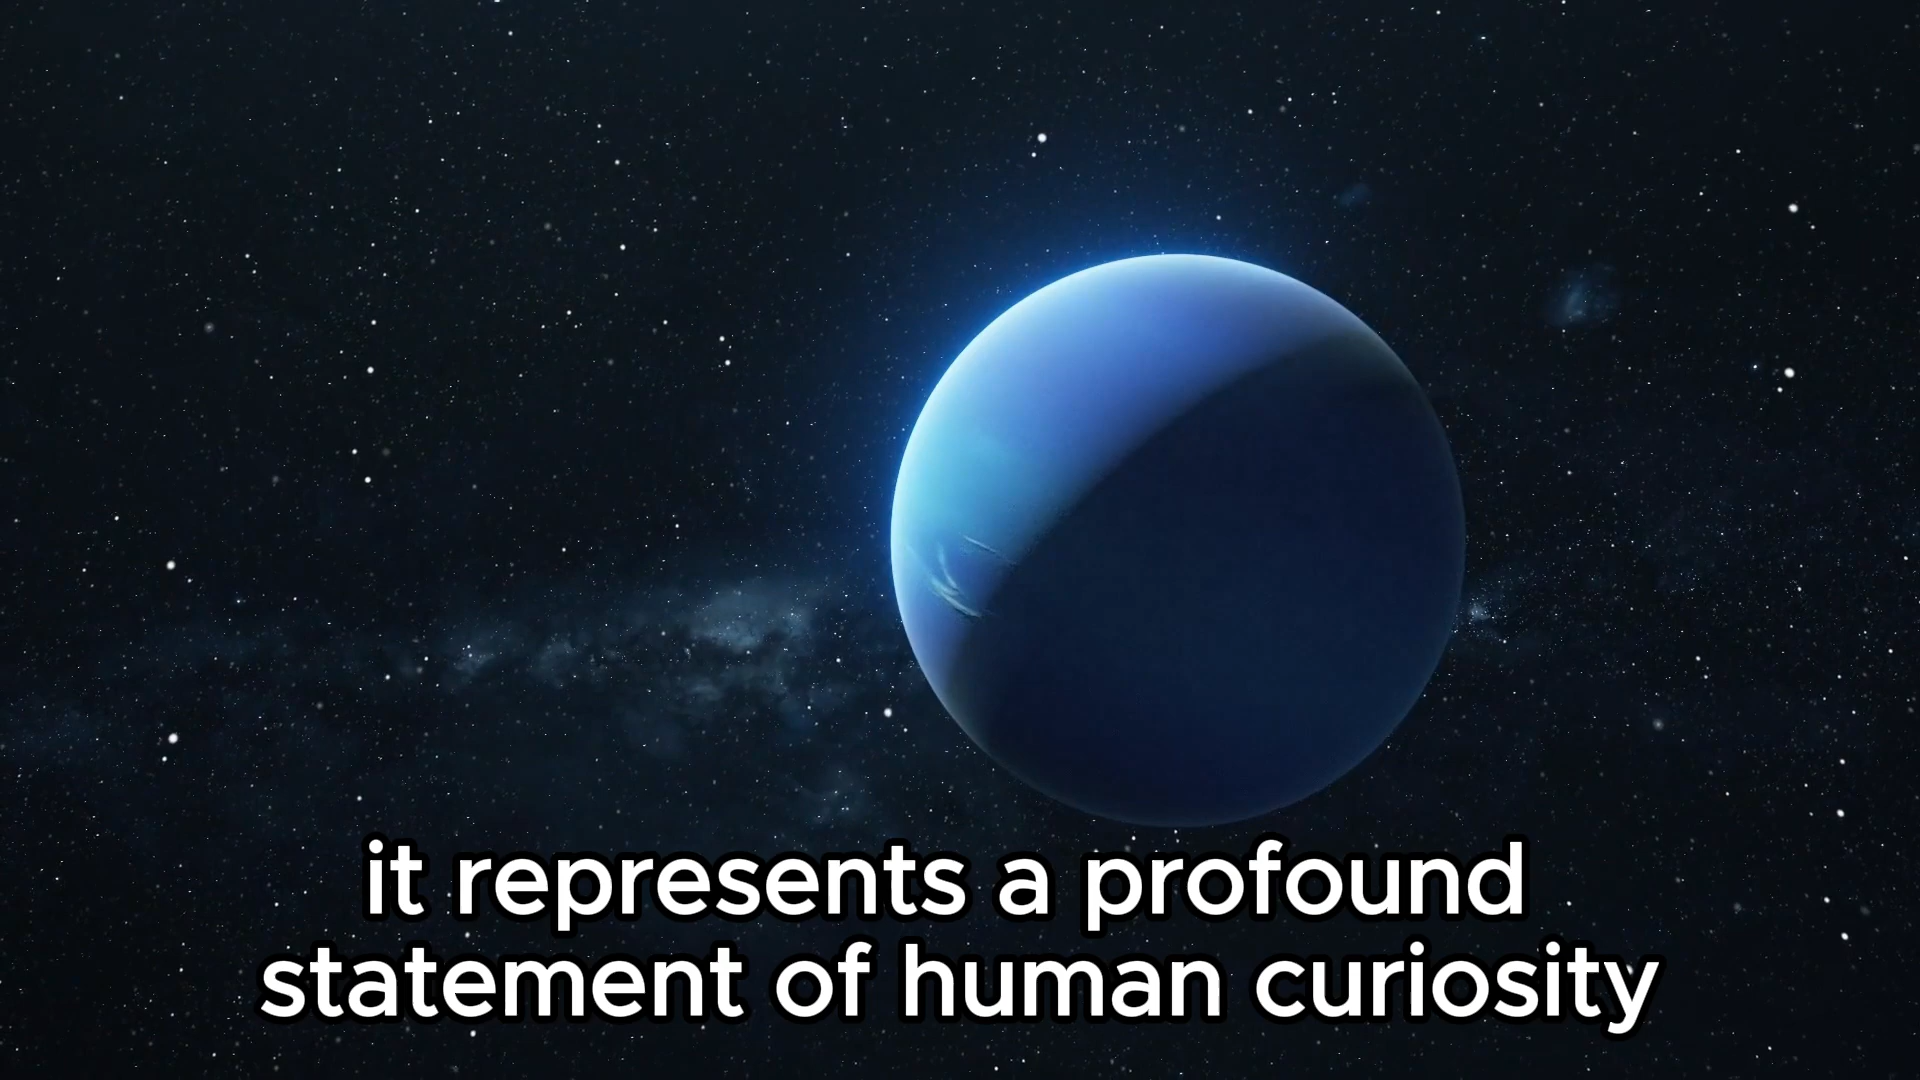 it represents a profound
statement of human curiosity